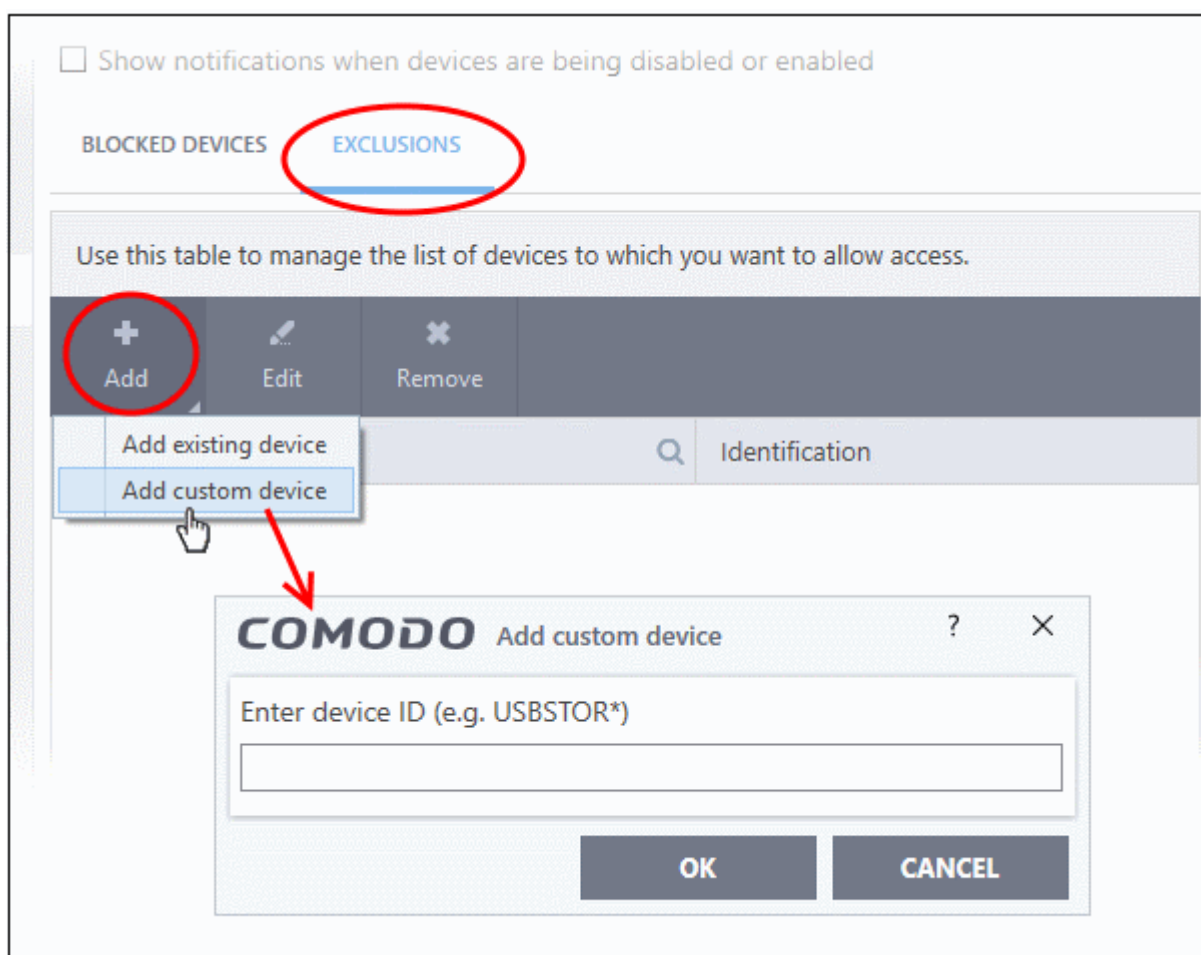 Show notifications when devices are being disabled or enabled
BLOCKED DEVICES EXCLUSIONS
Use this table to manage the list of devices to which you want to allow access.
Add Edit Remove
Add existing device
Identification
Add custom device
COMODO Add custom device ?
Enter device ID (e.g. USBSTOR*)
OK CANCEL